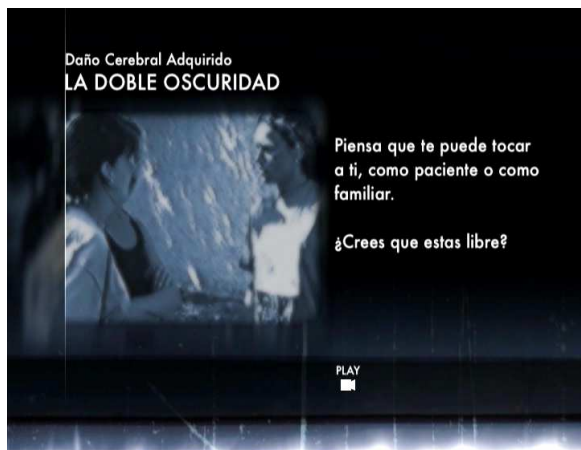 Daño Cerebral Adquirido
LA DOBLE OSCURIDAD
Piensa que te puede tocar
a ti, como paciente o como
familiar.
¿Crees que estas libre?
PLAY